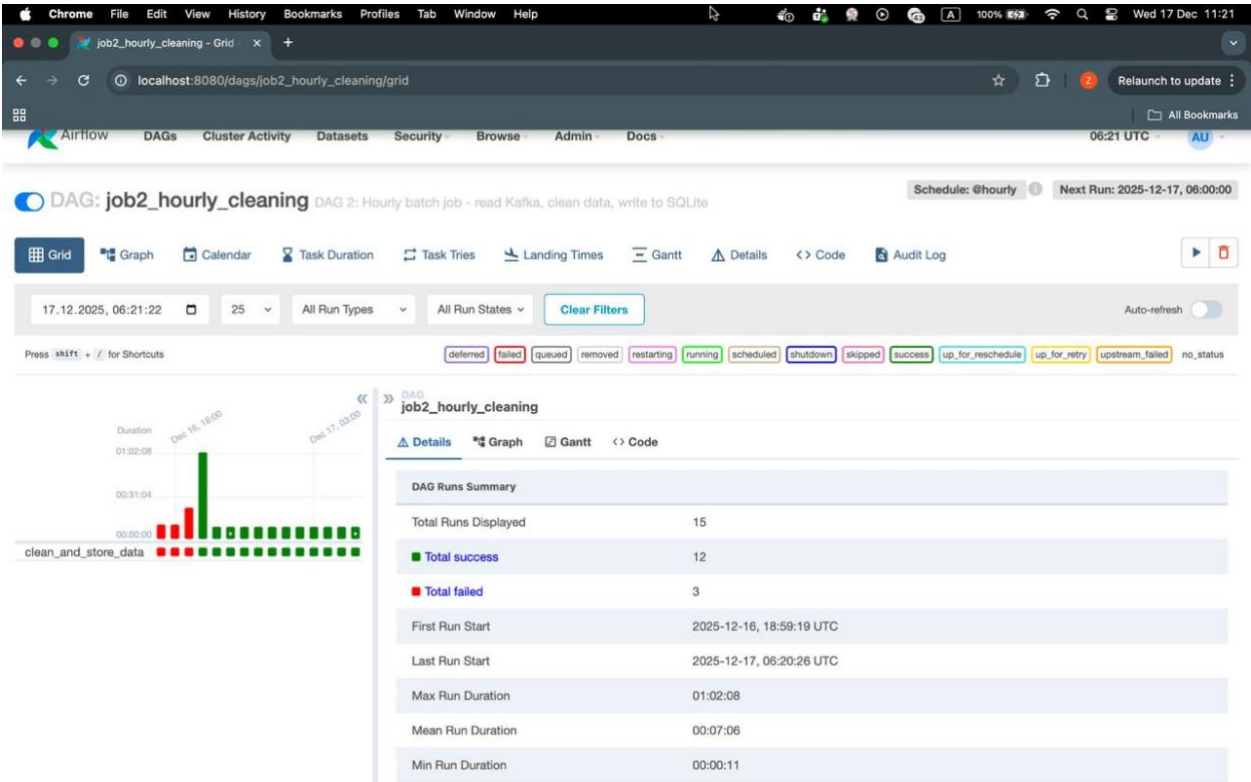 Chrome File Edit View History Bookmarks Profiles Tab Window Help 100% Wed 17 Dec 11:21
job2_hourly_cleaning - Grid
localhost:8080/dags/job2_hourly_cleaning/grid Z Relaunch to update
All Bookmarks
Airflow DAGs Cluster Activity Datasets Security Browse Admin Docs 06:21 UTC AU
DAG: job2_hourly_cleaning DAG 2: Hourly batch job - read Kafka, clean data, write to SQLite Schedule: @hourly Next Run: 2025-12-17, 06:00:00
Grid Graph Calendar Task Duration Task Tries Landing Times Gantt Details <> Code Audit Log
17.12.2025, 06:21:22 25 All Run Types All Run States Clear Filters Auto-refresh
Press shift + / for Shortcuts deferred failed queued removed restarting running scheduled shutdown skipped success up_for_reschedule up_for_retry upstream_failed no_status
DAG
job2_hourly_cleaning
Details Graph Gantt <> Code
Duration Dec 16, 18:00 Dec 17, 03:00
01:02:08
00:31:04
00:00:00
clean_and_store_data
DAG Runs Summary
Total Runs Displayed 15
Total success 12
Total failed 3
First Run Start 2025-12-16, 18:59:19 UTC
Last Run Start 2025-12-17, 06:20:26 UTC
Max Run Duration 01:02:08
Mean Run Duration 00:07:06
Min Run Duration 00:00:11